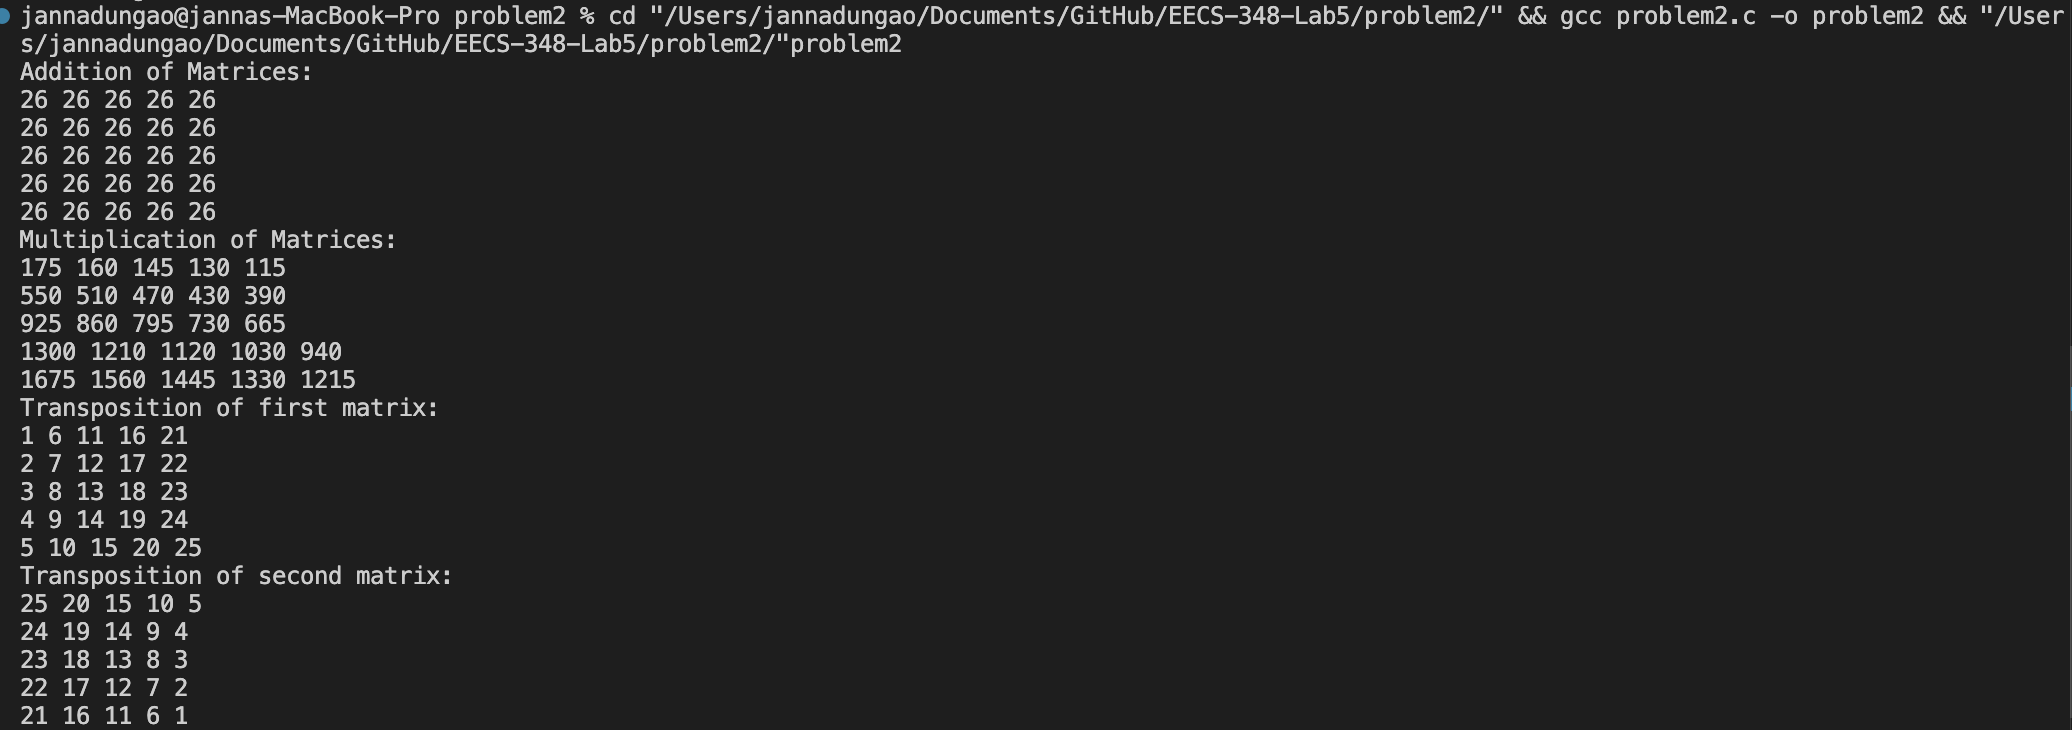 jannadungao@jannas-MacBook-Pro problem2 % cd "/Users/jannadungao/Documents/GitHub/EECS-348-Lab5/problem2/" && gcc problem2.c -o problem2 && "/User
s/jannadungao/Documents/GitHub/EECS-348-Lab5/problem2/"problem2
Addition of Matrices:
26 26 26 26 26
26 26 26 26 26
26 26 26 26 26
26 26 26 26 26
26 26 26 26 26
Multiplication of Matrices:
175 160 145 130 115
550 510 470 430 390
925 860 795 730 665
1300 1210 1120 1030 940
1675 1560 1445 1330 1215
Transposition of first matrix:
1 6 11 16 21
2 7 12 17 22
3 8 13 18 23
4 9 14 19 24
5 10 15 20 25
Transposition of second matrix:
25 20 15 10 5
24 19 14 9 4
23 18 13 8 3
22 17 12 7 2
21 16 11 6 1